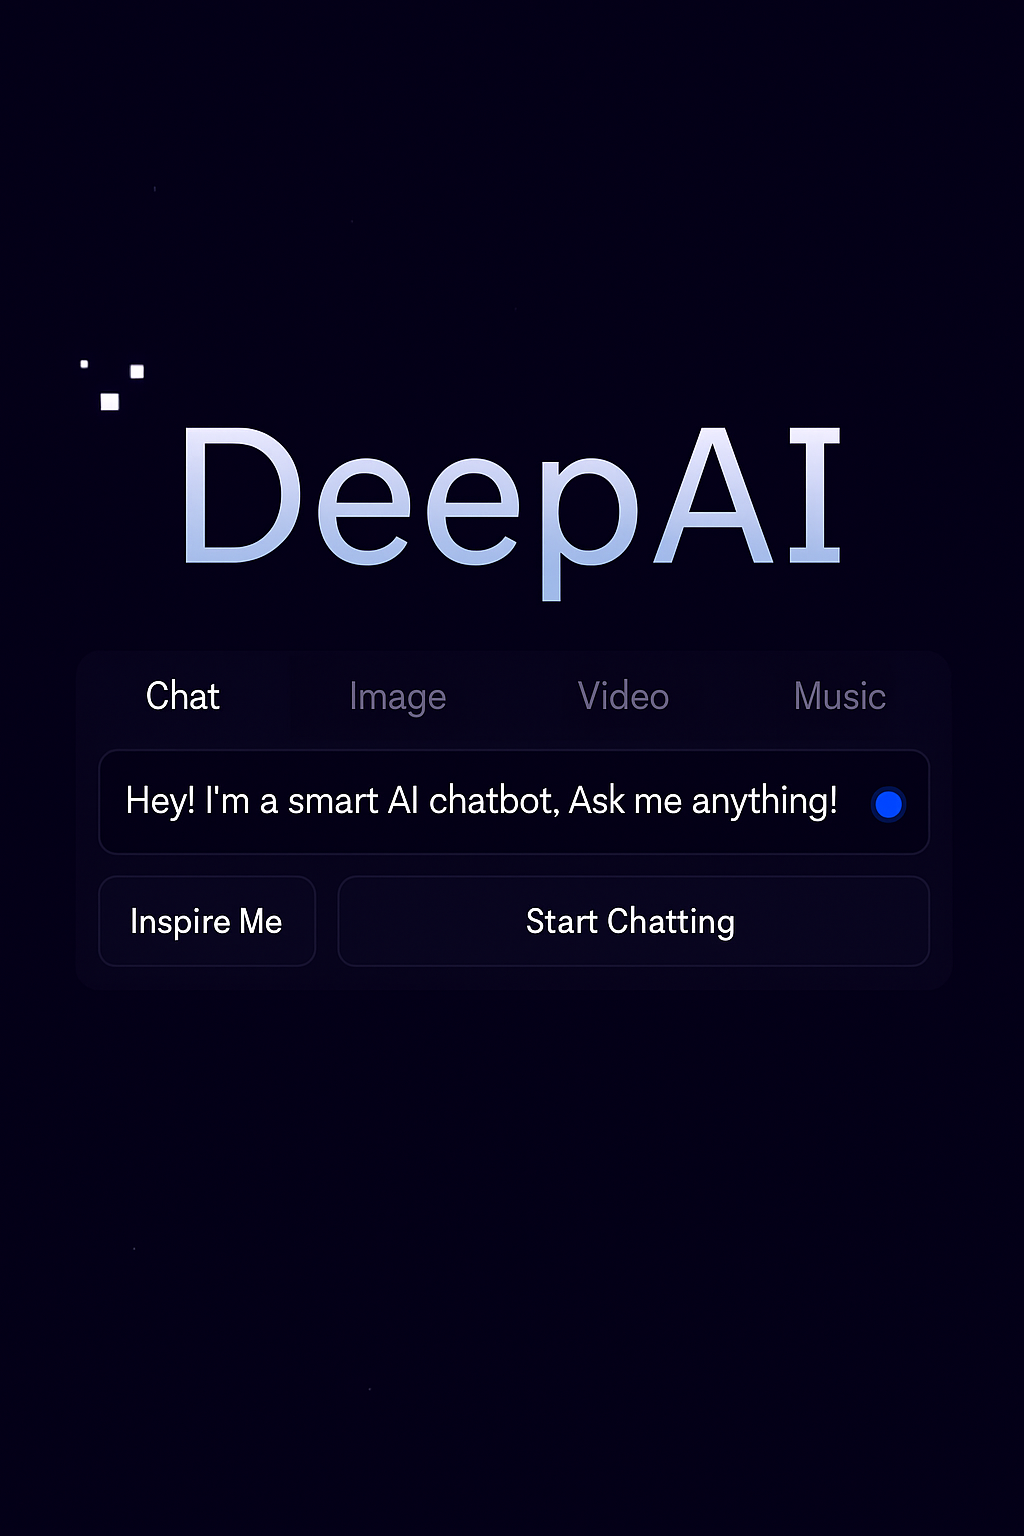 DeepAI
Chat Image Video Music
Hey! I'm a smart AI chatbot, Ask me anything!
Inspire Me Start Chatting